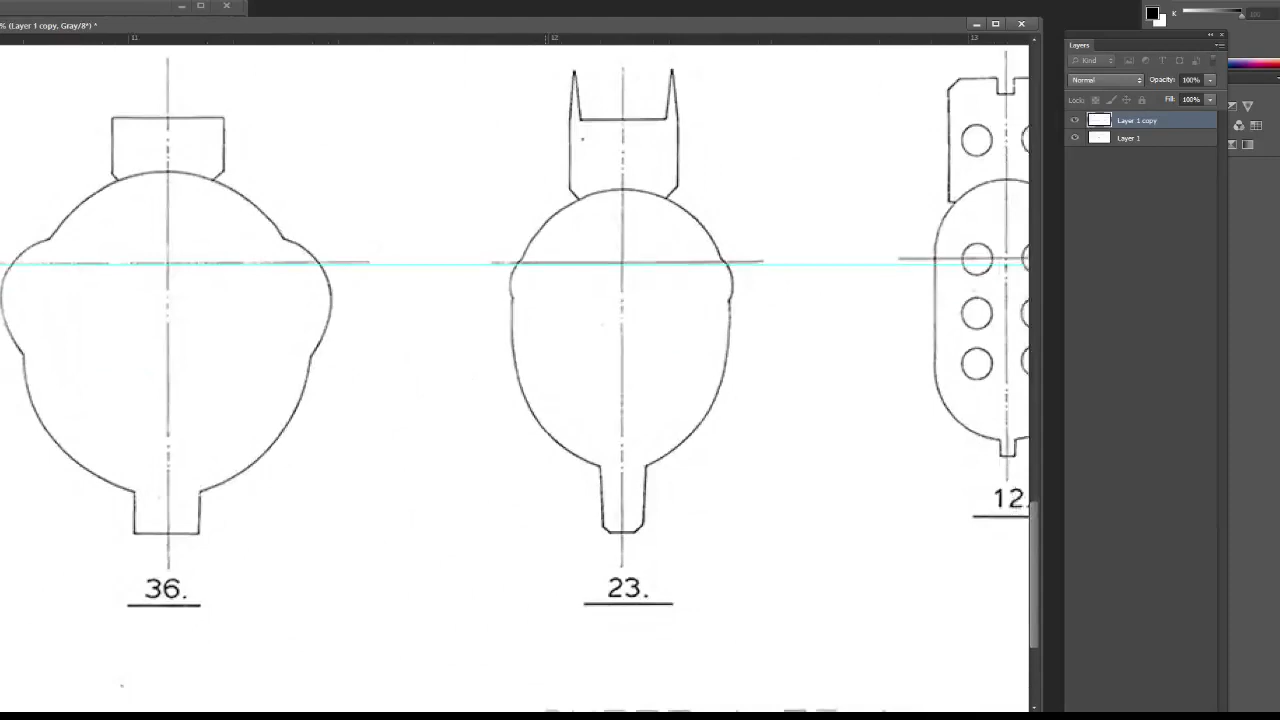 % (Layer 1 copy, Gray/8*) *
11
12
13
K
100
Layers
Kind
Normal
Opacity: 100%
Lock:
Fill: 100%
Layer 1 copy
Layer 1
36.
23.
12.